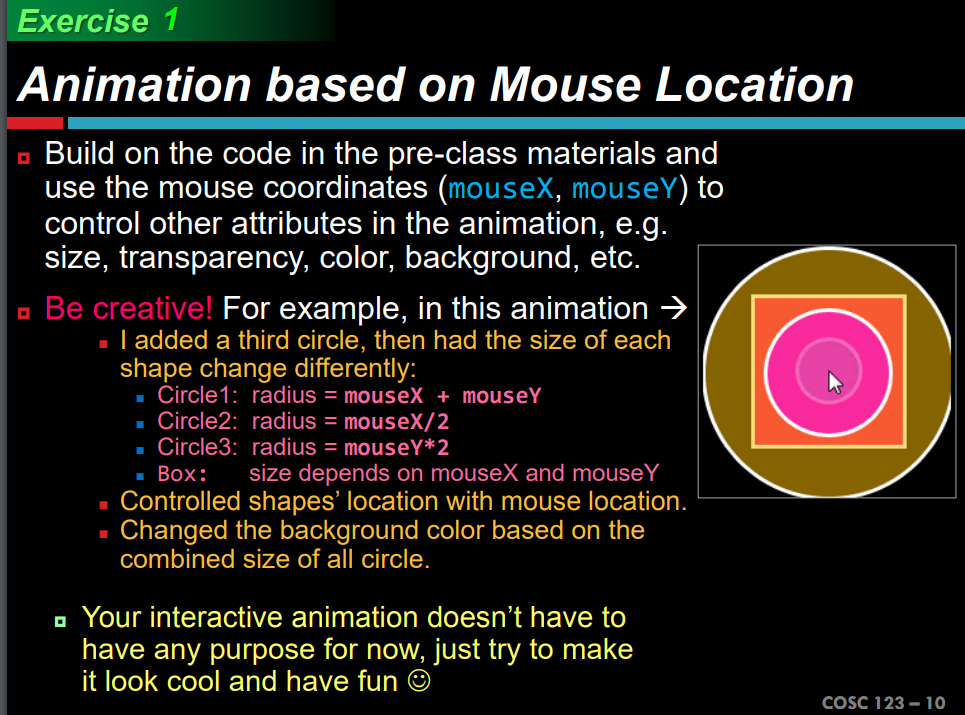 Exercise 1
Animation based on Mouse Location
Build on the code in the pre-class materials and
use the mouse coordinates (mouseX, mouseY) to
control other attributes in the animation, e.g.
size, transparency, color, background, etc.
Be creative! For example, in this animation →
I added a third circle, then had the size of each
shape change differently:
Circle1: radius = mouseX + mouseY
Circle2: radius = mouseX/2
Circle3: radius = mouseY*2
Box: size depends on mouseX and mouseY
Controlled shapes’ location with mouse location.
Changed the background color based on the
combined size of all circle.
Your interactive animation doesn’t have to
have any purpose for now, just try to make
it look cool and have fun ☺
COSC 123 – 10